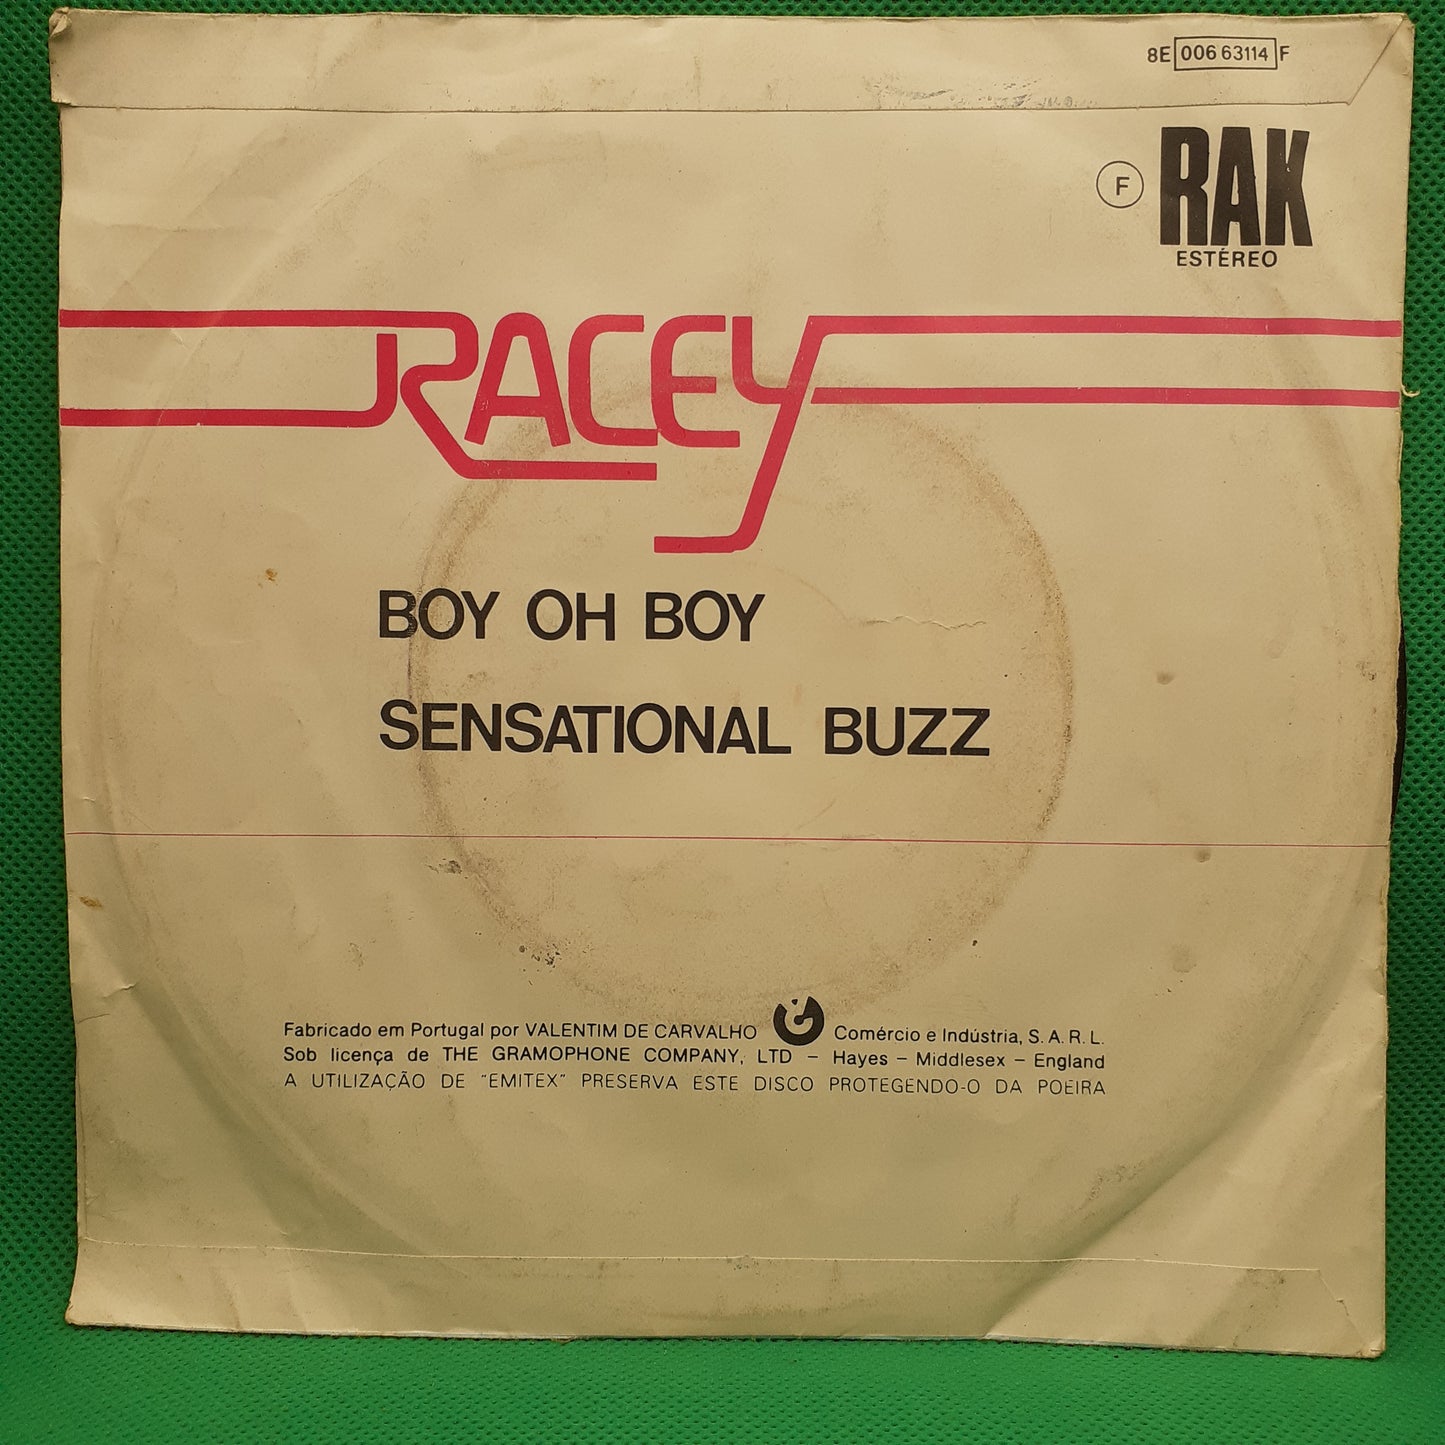 8E 006 63114 F
F RAK
ESTÉREO
RACEY
BOY OH BOY
SENSATIONAL BUZZ
Fabricado em Portugal por VALENTIM DE CARVALHO Comércio e Indústria, S. A. R. L.
Sob licença de THE GRAMOPHONE COMPANY, LTD – Hayes – Middlesex – England
A UTILIZAÇÃO DE "EMITEX" PRESERVA ESTE DISCO PROTEGENDO-O DA POEIRA